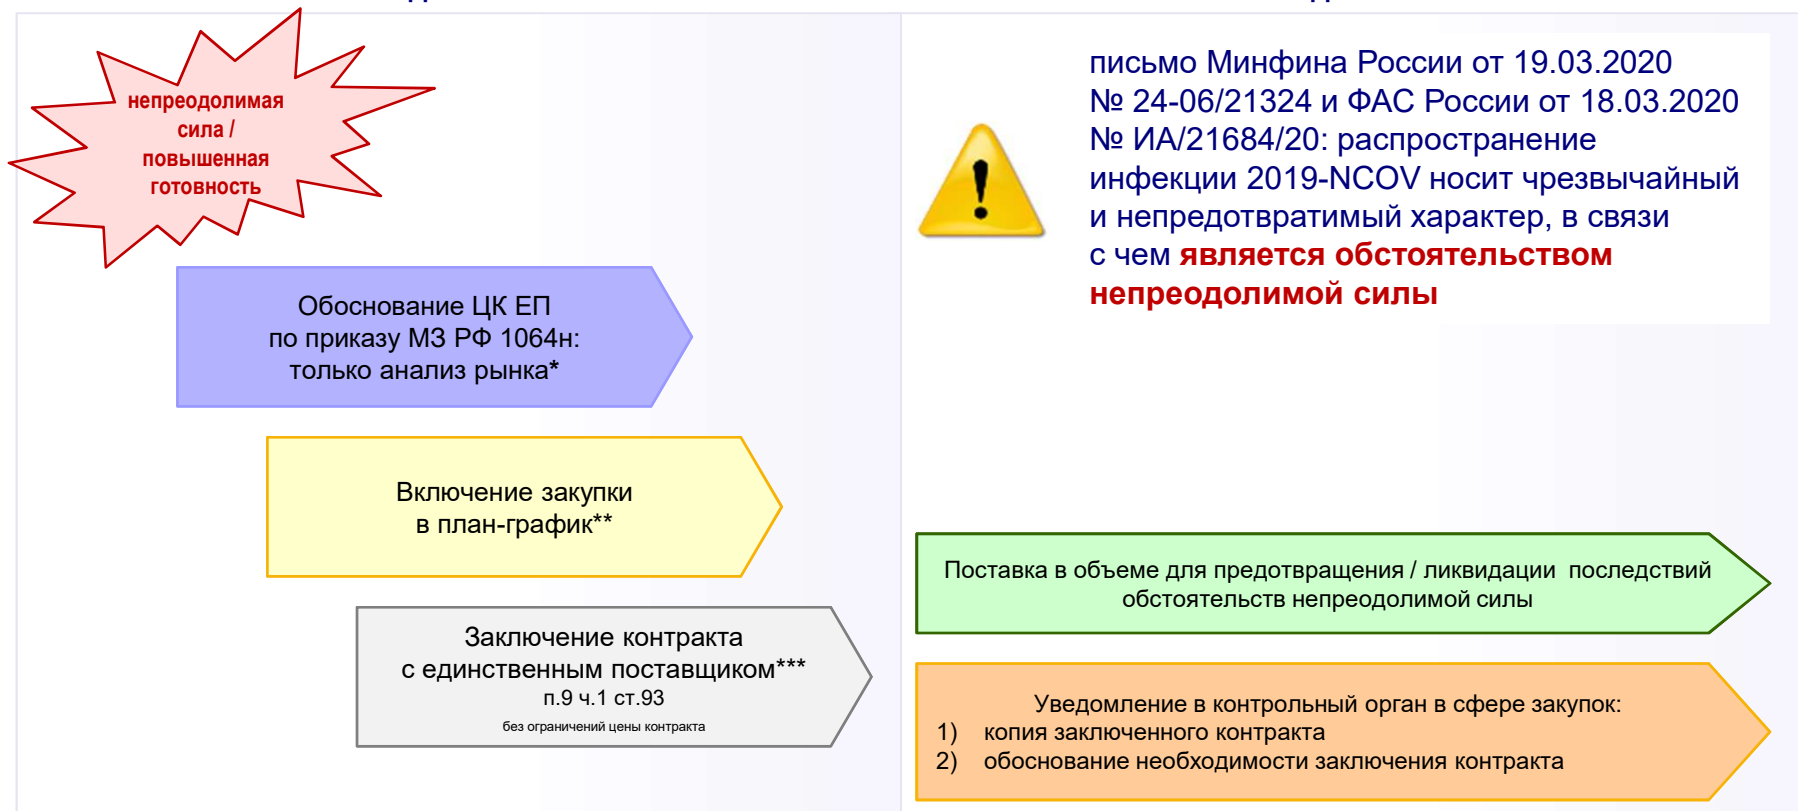 непреодолимая
сила /
повышенная
готовность
Обоснование ЦК ЕП
по приказу МЗ РФ 1064н:
только анализ рынка*
Включение закупки
в план-график**
Заключение контракта
с единственным поставщиком***
п.9 ч.1 ст.93
без ограничений цены контракта
письмо Минфина России от 19.03.2020
№ 24-06/21324 и ФАС России от 18.03.2020
№ ИА/21684/20: распространение
инфекции 2019-NCOV носит чрезвычайный
и непредотвратимый характер, в связи
с чем является обстоятельством
непреодолимой силы
Поставка в объеме для предотвращения / ликвидации последствий
обстоятельств непреодолимой силы
Уведомление в контрольный орган в сфере закупок:
1) копия заключенного контракта
2) обоснование необходимости заключения контракта